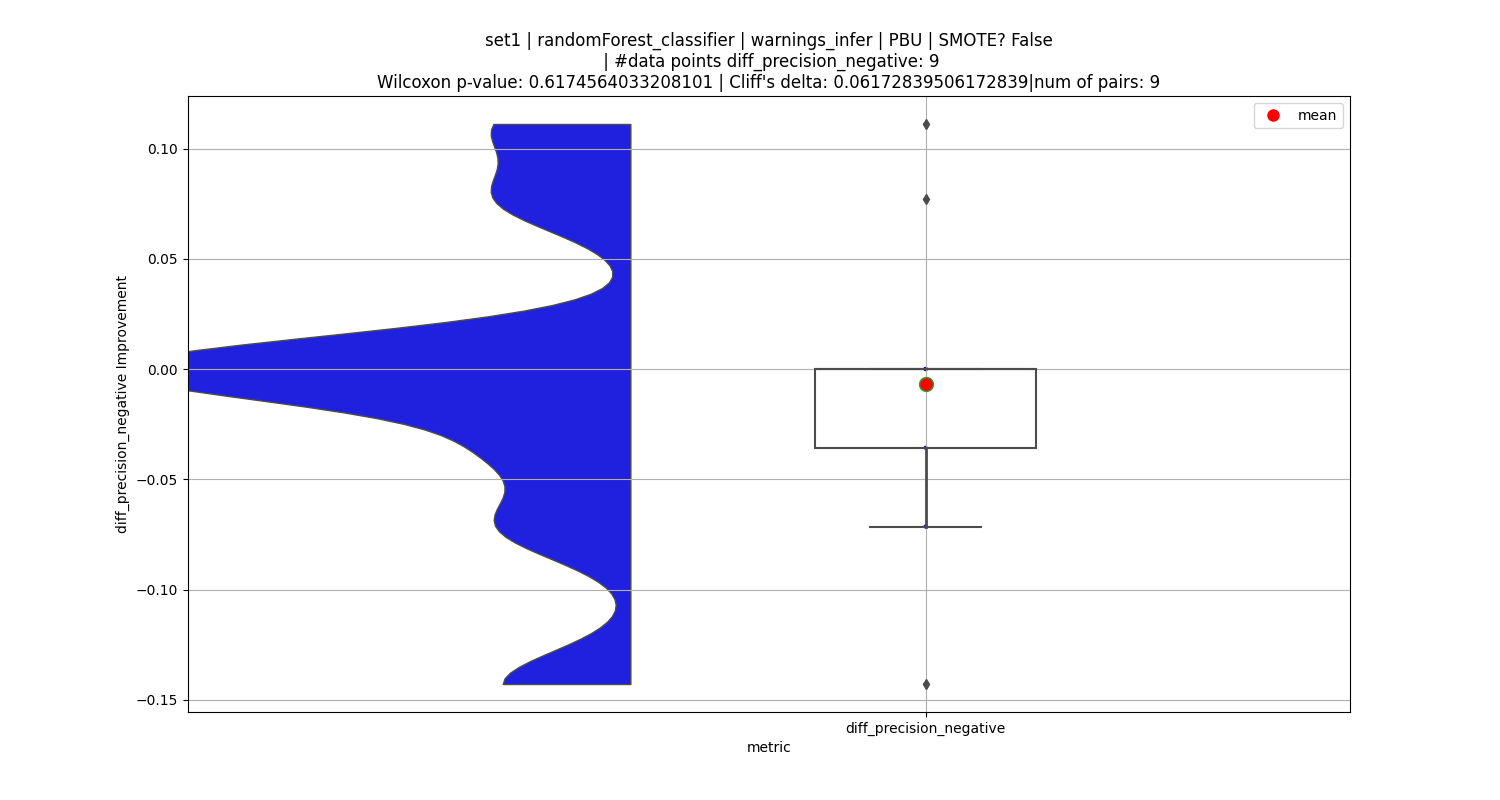 set1 | randomForest_classifier | warnings_infer | PBU | SMOTE? False
| #data points diff_precision_negative: 9
Wilcoxon p-value: 0.6174564033208101 | Cliff's delta: 0.06172839506172839|num of pairs: 9
mean
0.10
0.05
0.00
−0.05
−0.10
−0.15
diff_precision_negative Improvement
diff_precision_negative
metric